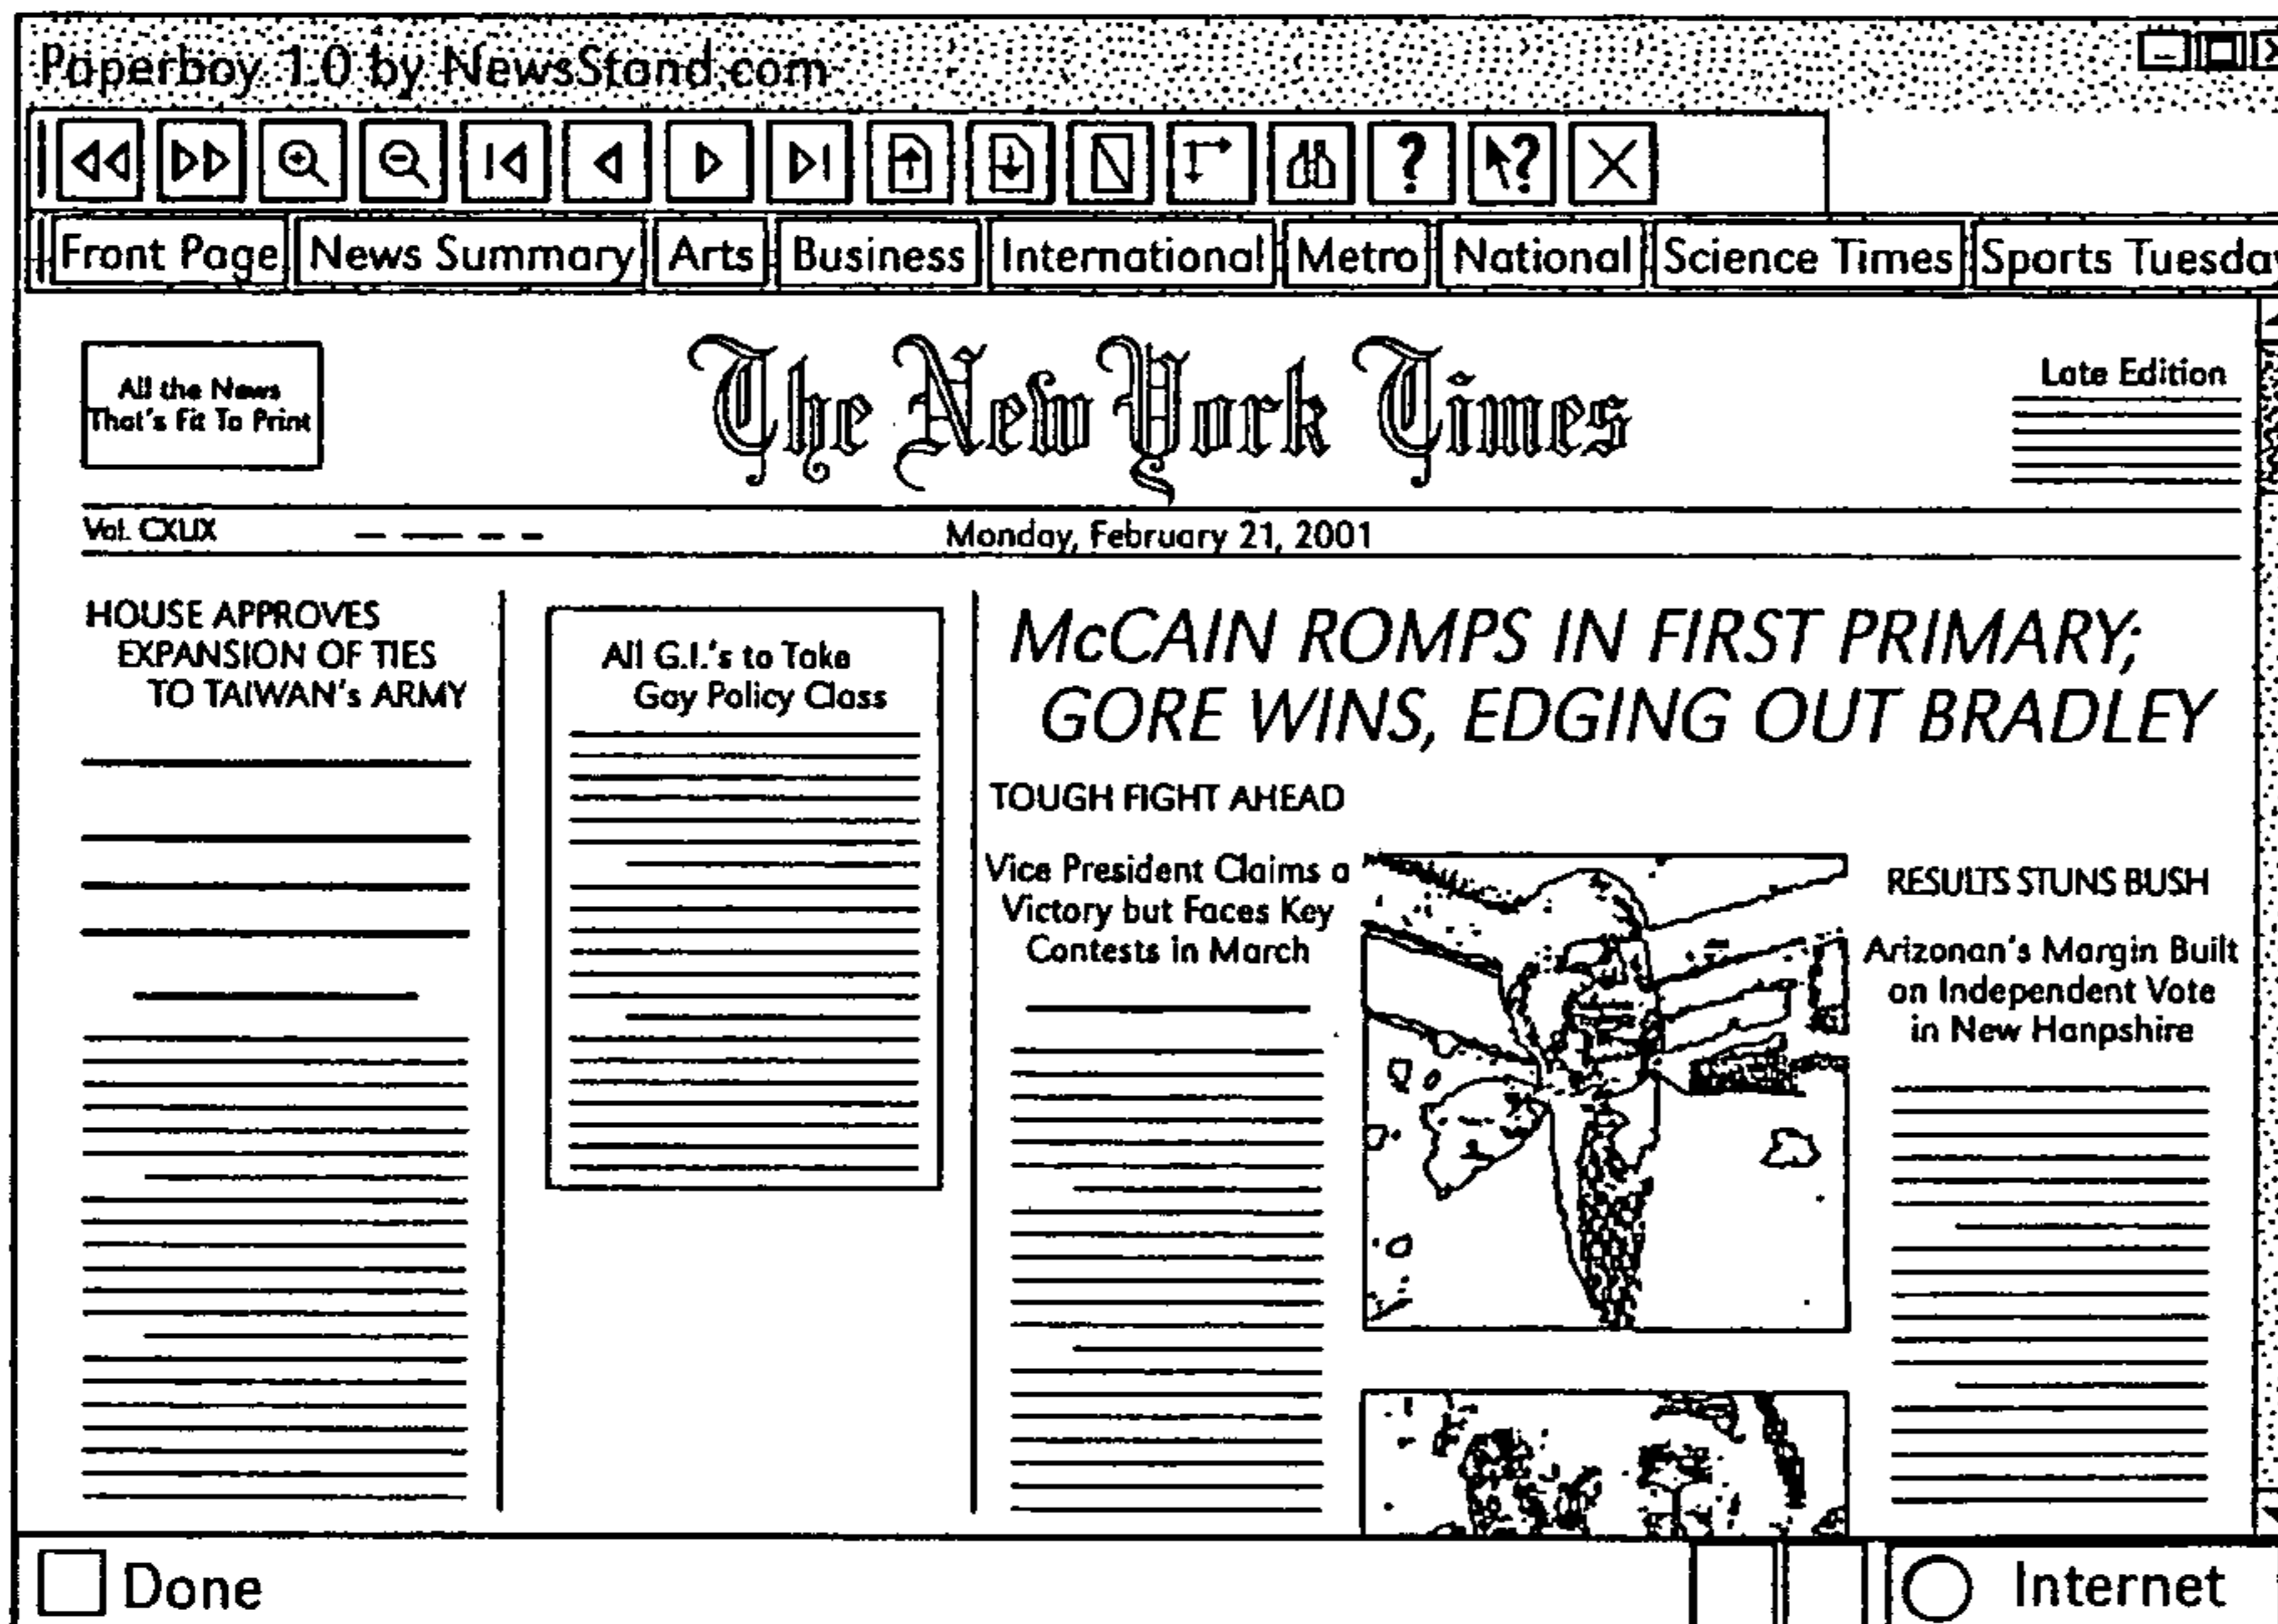 Paperboy 1.0 by NewsStand.com
Front Page News Summary Arts Business International Metro National Science Times Sports Tuesday
All the News
That's Fit To Print
The New York Times
Late Edition
Vol. CXLIX
Monday, February 21, 2001
HOUSE APPROVES
EXPANSION OF TIES
TO TAIWAN's ARMY
All G.I.'s to Take
Gay Policy Class
McCAIN ROMPS IN FIRST PRIMARY;
GORE WINS, EDGING OUT BRADLEY
TOUGH FIGHT AHEAD
Vice President Claims a
Victory but Faces Key
Contests in March
RESULTS STUNS BUSH
Arizonan's Margin Built
on Independent Vote
in New Hanpshire
Done
Internet